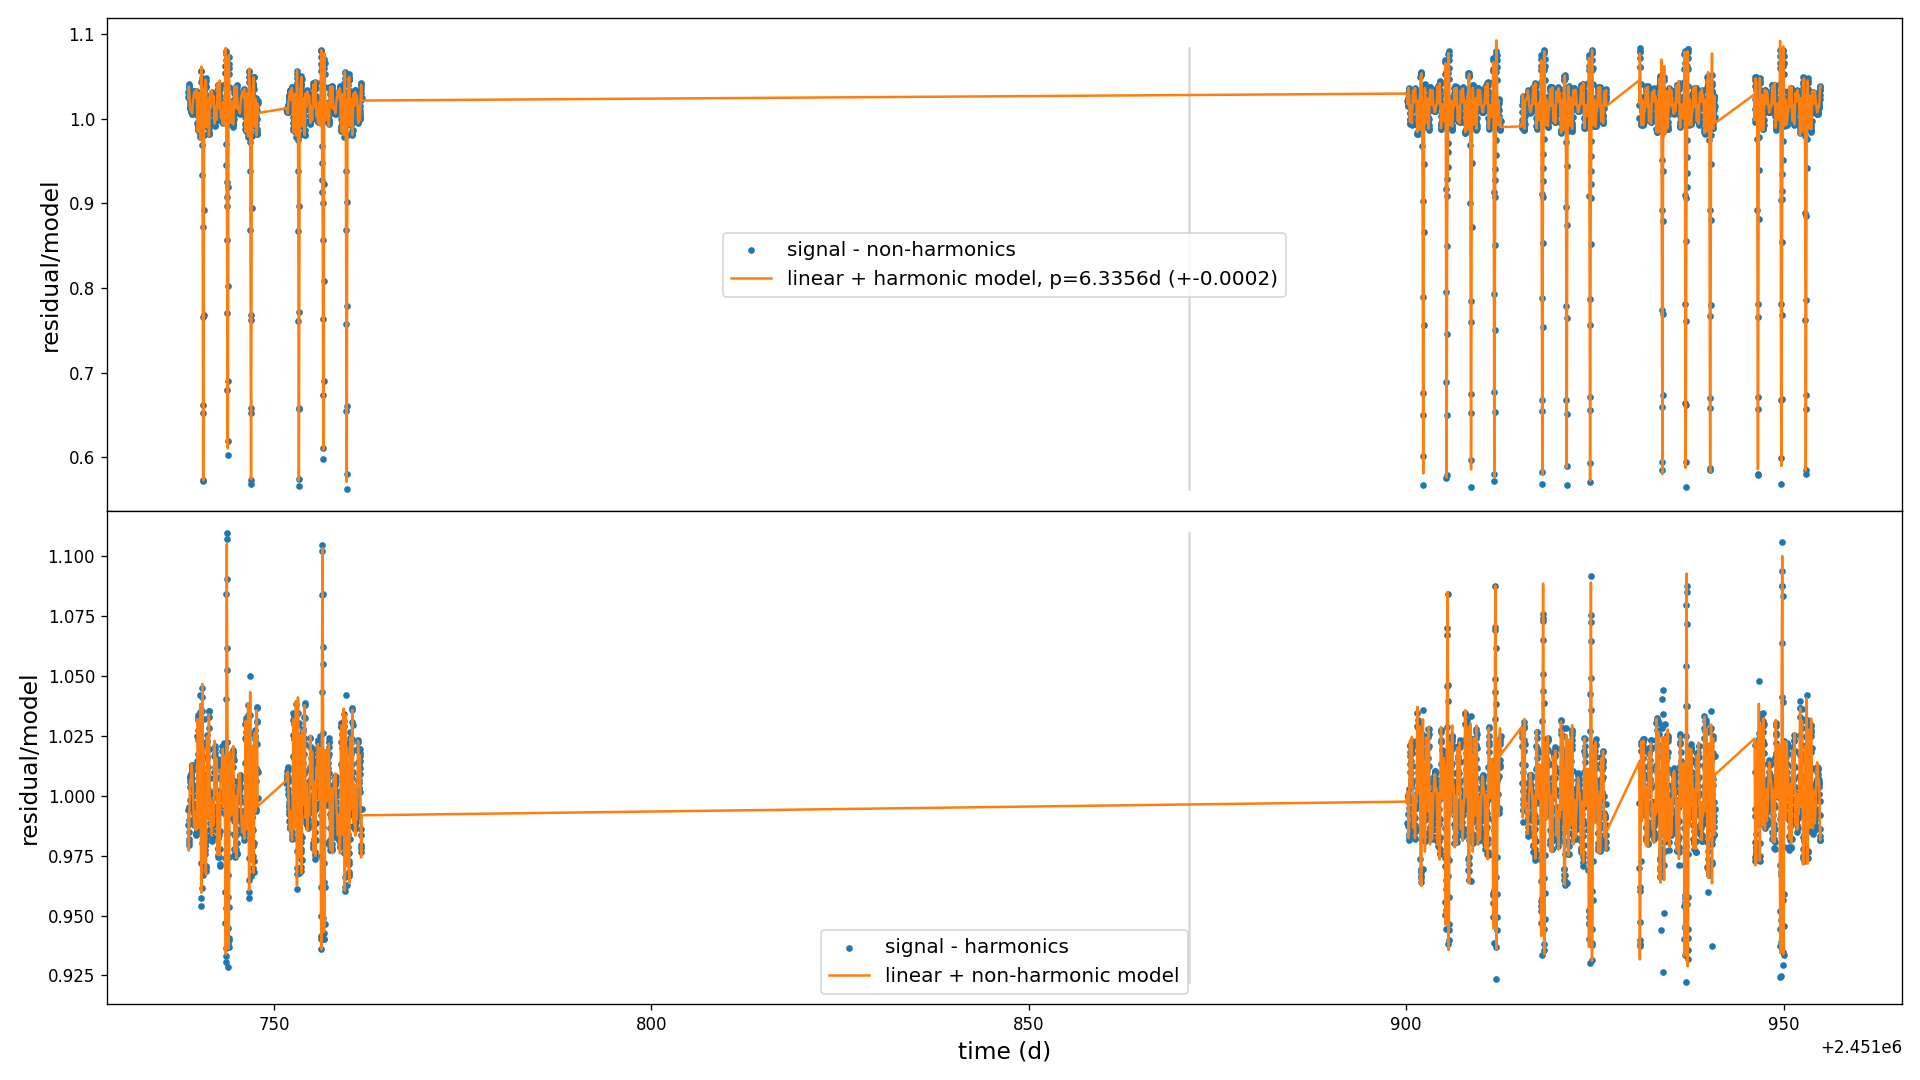 1.1
1.0
0.9
0.8
0.7
0.6
residual/model
signal - non-harmonics
linear + harmonic model, p=6.3356d (+-0.0002)
1.100
1.075
1.050
1.025
1.000
0.975
0.950
0.925
residual/model
signal - harmonics
linear + non-harmonic model
750
800
850
900
950
time (d)
+2.451e6